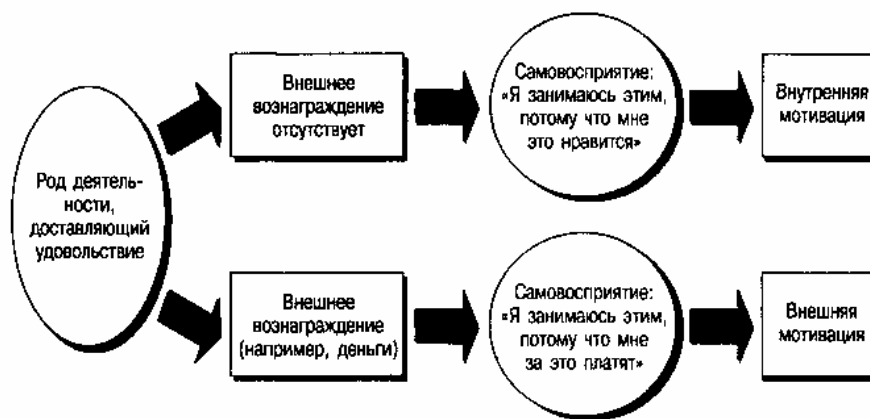 Род деятель-
ности,
доставляющий
удовольствие
Внешнее
вознаграждение
отсутствует
Самовосприятие:
«Я занимаюсь этим,
потому что мне
это нравится»
Внутренняя
мотивация
Внешнее
вознаграждение
(например, деньги)
Самовосприятие:
«Я занимаюсь этим,
потому что мне
за это платят»
Внешняя
мотивация